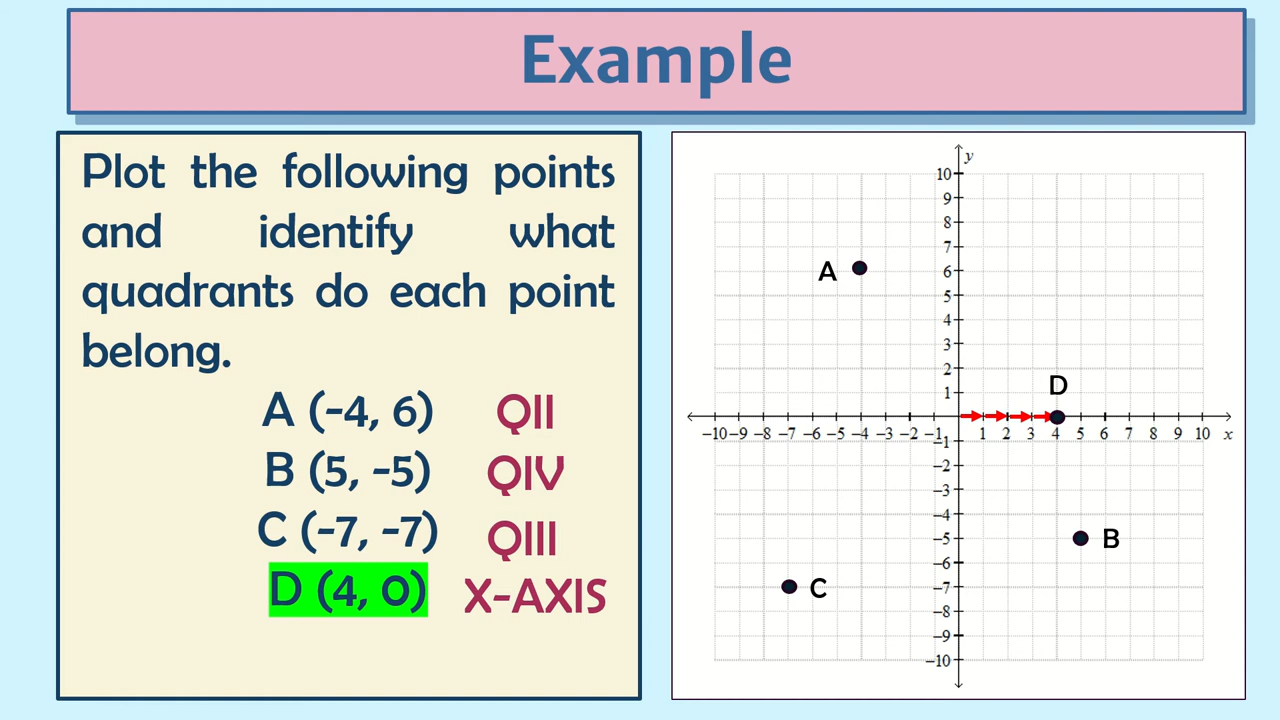 Example
Plot the following points
and identify what
quadrants do each point
belong.
A (-4, 6) QII
B (5, -5) QIV
C (-7, -7) QIII
D (4, 0) X-AXIS
y
10
9
8
7
A
6
5
4
3
2
D
1
−10 −9 −8 −7 −6 −5 −4 −3 −2 −1 1 2 3 4 5 6 7 8 9 10 x
−1
−2
−3
−4
−5 B
−6
C −7
−8
−9
−10